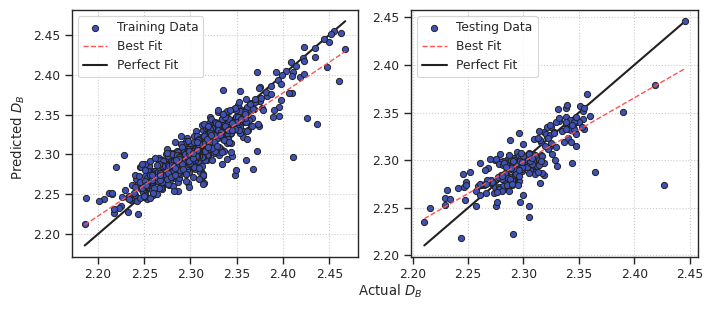 Training Data
Best Fit
Perfect Fit
2.45
2.40
2.35
2.30
2.25
2.20
Predicted D_B
2.20 2.25 2.30 2.35 2.40 2.45
Testing Data
Best Fit
Perfect Fit
2.45
2.40
2.35
2.30
2.25
2.20
2.20 2.25 2.30 2.35 2.40 2.45
Actual D_B